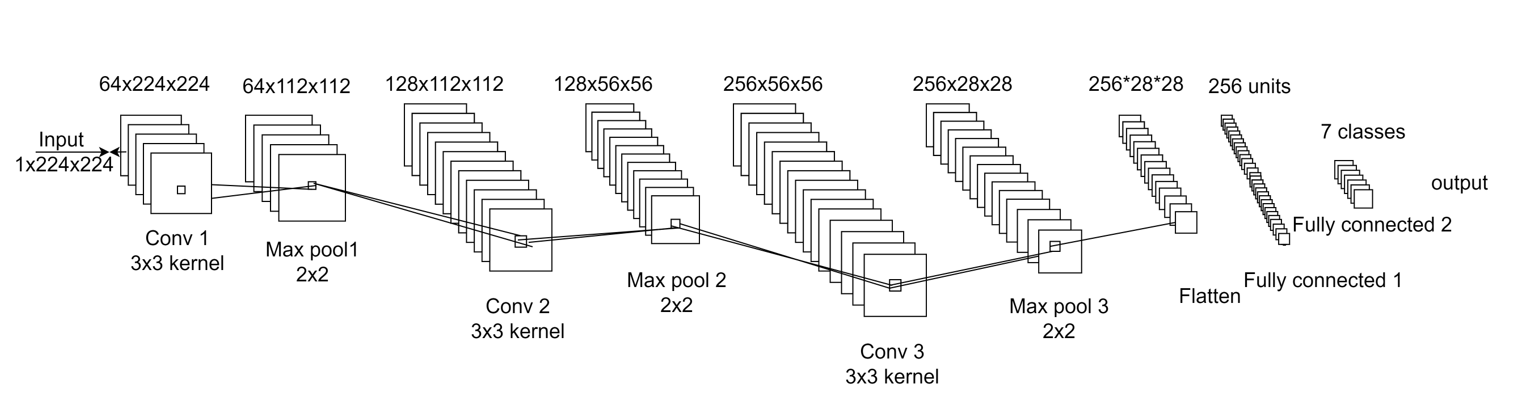 64x224x224
64x112x112
128x112x112
128x56x56
256x56x56
256x28x28
256*28*28
256 units
7 classes
Input
1x224x224
output
Conv 1
3x3 kernel
Max pool1
2x2
Conv 2
3x3 kernel
Max pool 2
2x2
Conv 3
3x3 kernel
Max pool 3
2x2
Flatten
Fully connected 1
Fully connected 2